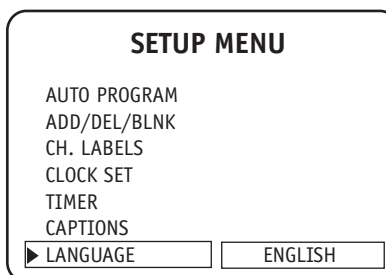 SETUP MENU
AUTO PROGRAM
ADD/DEL/BLNK
CH. LABELS
CLOCK SET
TIMER
CAPTIONS
LANGUAGE ENGLISH